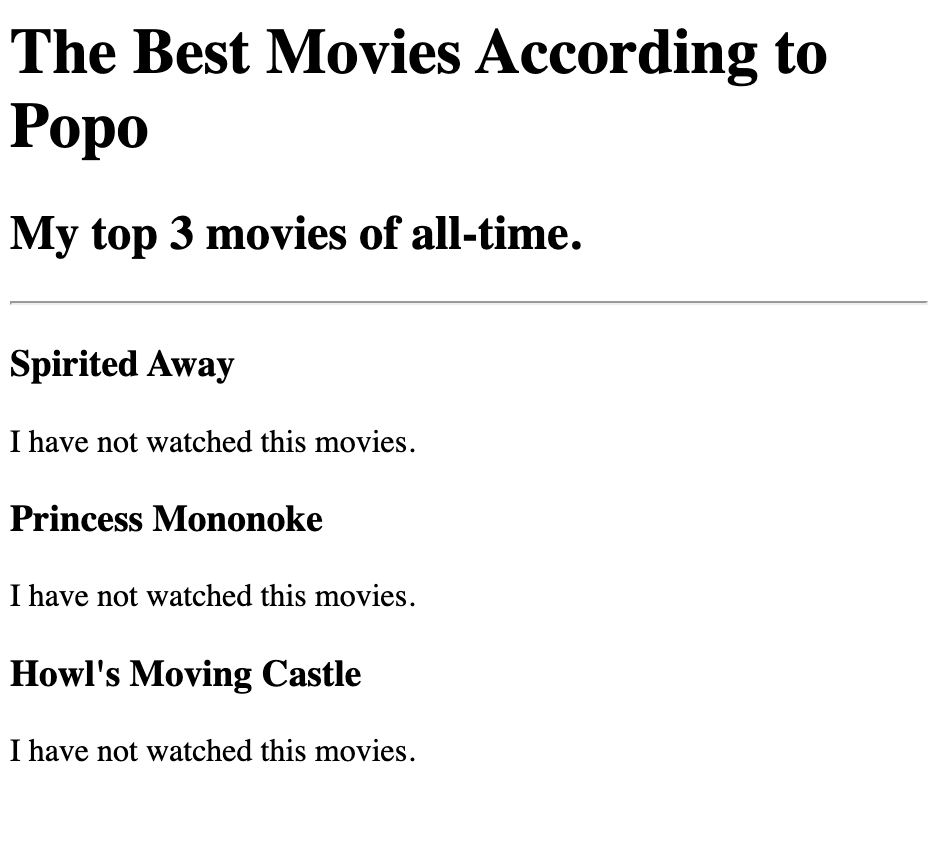 The Best Movies According to
Popo
My top 3 movies of all-time.
Spirited Away
I have not watched this movies.
Princess Mononoke
I have not watched this movies.
Howl's Moving Castle
I have not watched this movies.